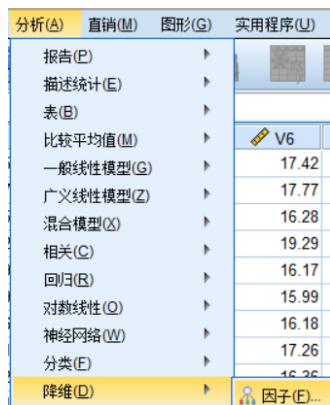 分析(A) 直销(M) 图形(G) 实用程序(U)
报告(P)
描述统计(E)
表(B)
比较平均值(M)
V6
一般线性模型(G)
17.42
广义线性模型(Z)
17.77
混合模型(X)
16.28
相关(C)
19.29
回归(R)
16.17
对数线性(O)
15.99
神经网络(W)
16.18
分类(F)
17.26
16.36
降维(D)
因子(F)...